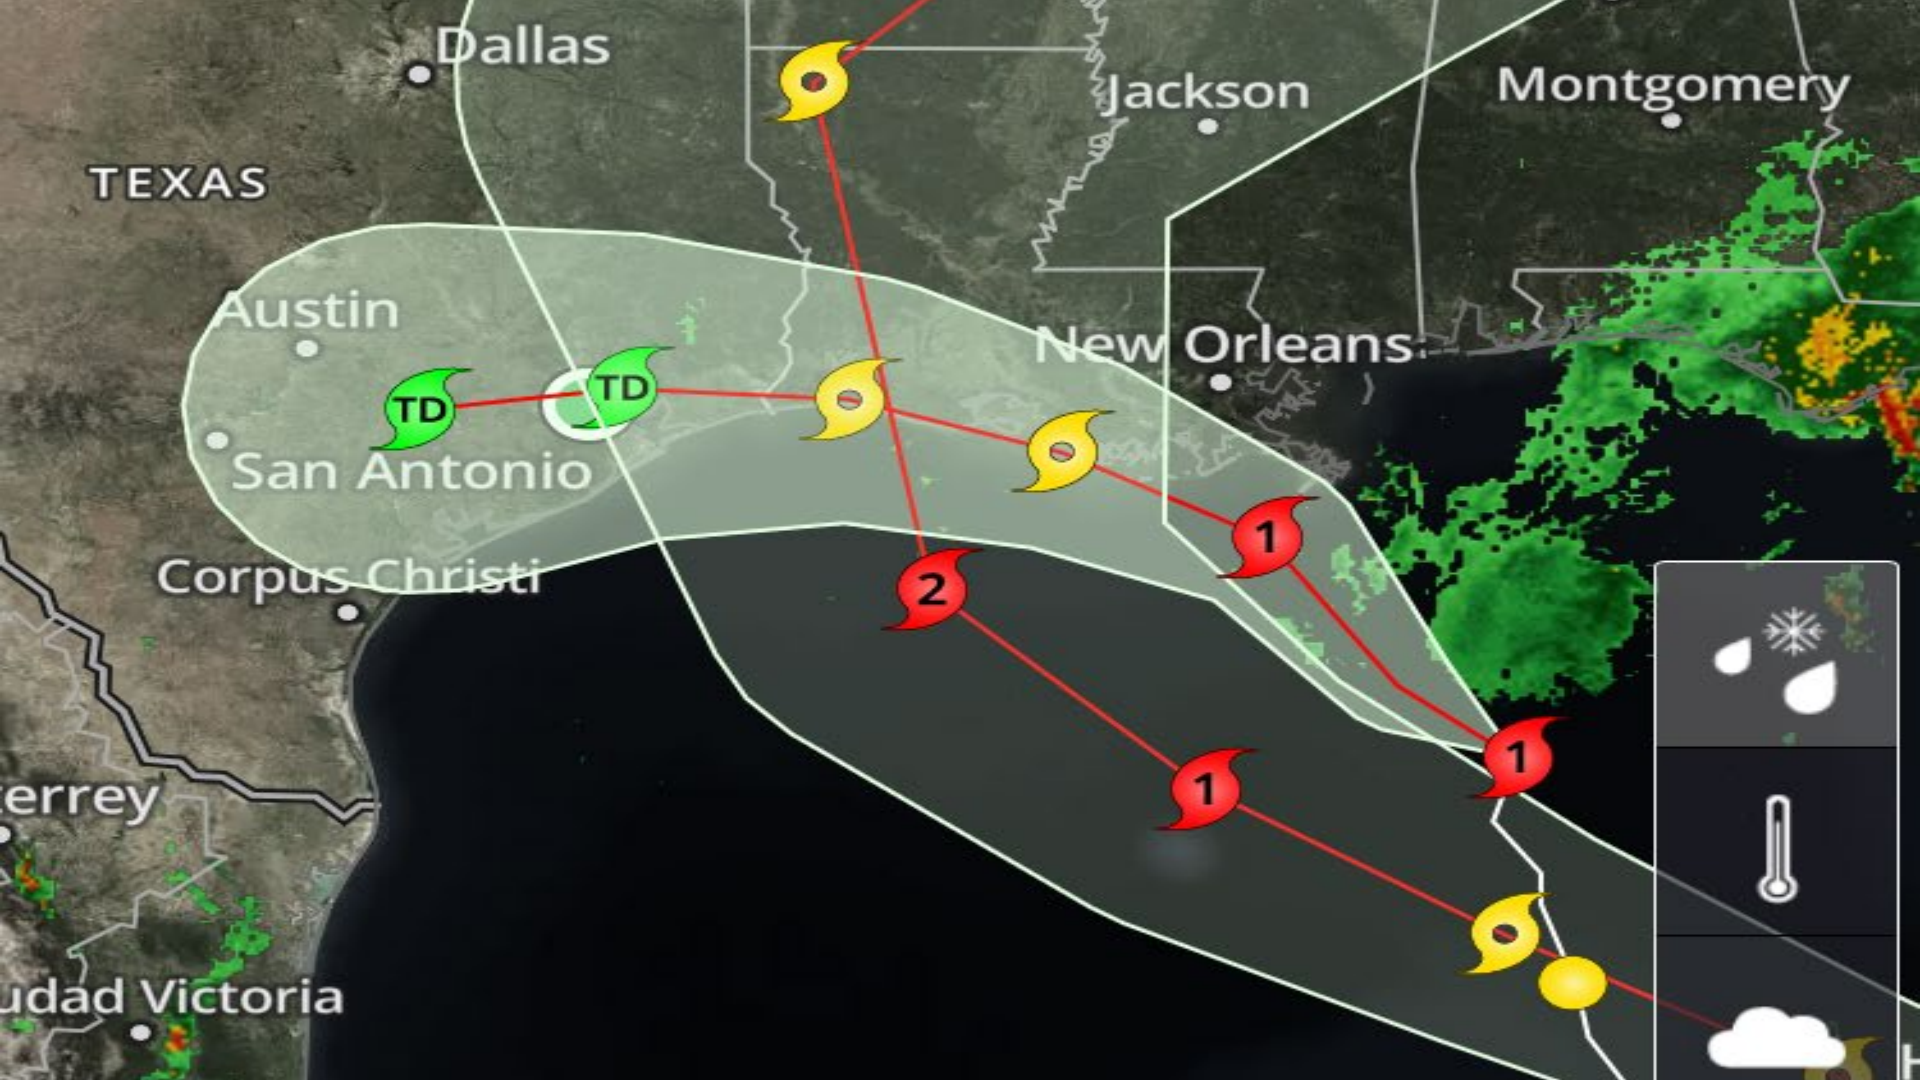 Dallas
Jackson
Montgomery
TEXAS
Austin
New Orleans
TD
TD
San Antonio
1
Corpus Christi
2
1
1
terrey
udad Victoria
H